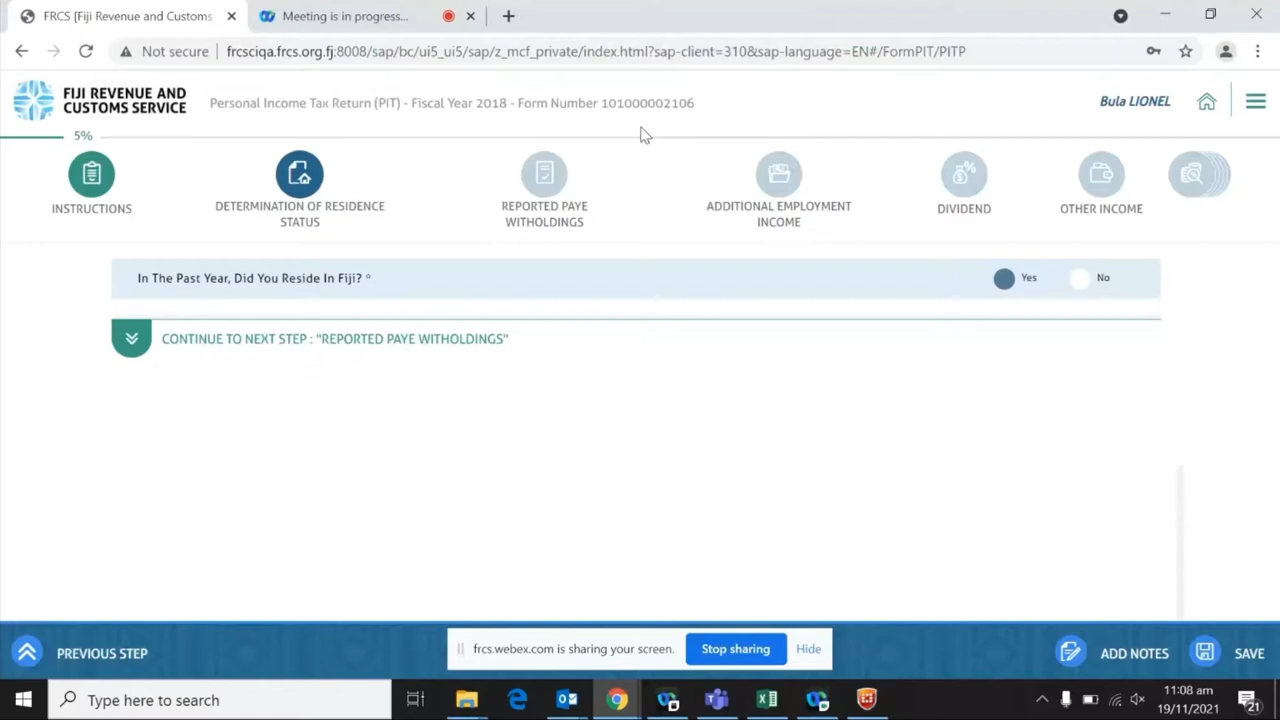 FRCS [Fiji Revenue and Customs
Meeting is in progress...
Not secure
frcsciqa.frcs.org.fj:8008/sap/bc/ui5_ui5/sap/z_mcf_private/index.html?sap-client=310&sap-language=EN#/FormPIT/PITP
FIJI REVENUE AND
CUSTOMS SERVICE
Personal Income Tax Return (PIT) - Fiscal Year 2018 - Form Number 101000002106
Bula LIONEL
5%
INSTRUCTIONS
DETERMINATION OF RESIDENCE
STATUS
REPORTED PAYE
WITHOLDINGS
ADDITIONAL EMPLOYMENT
INCOME
DIVIDEND
OTHER INCOME
In The Past Year, Did You Reside In Fiji? *
Yes
No
CONTINUE TO NEXT STEP : "REPORTED PAYE WITHOLDINGS"
PREVIOUS STEP
frcs.webex.com is sharing your screen.
Stop sharing
Hide
ADD NOTES
SAVE
Type here to search
11:08 am
19/11/2021
21